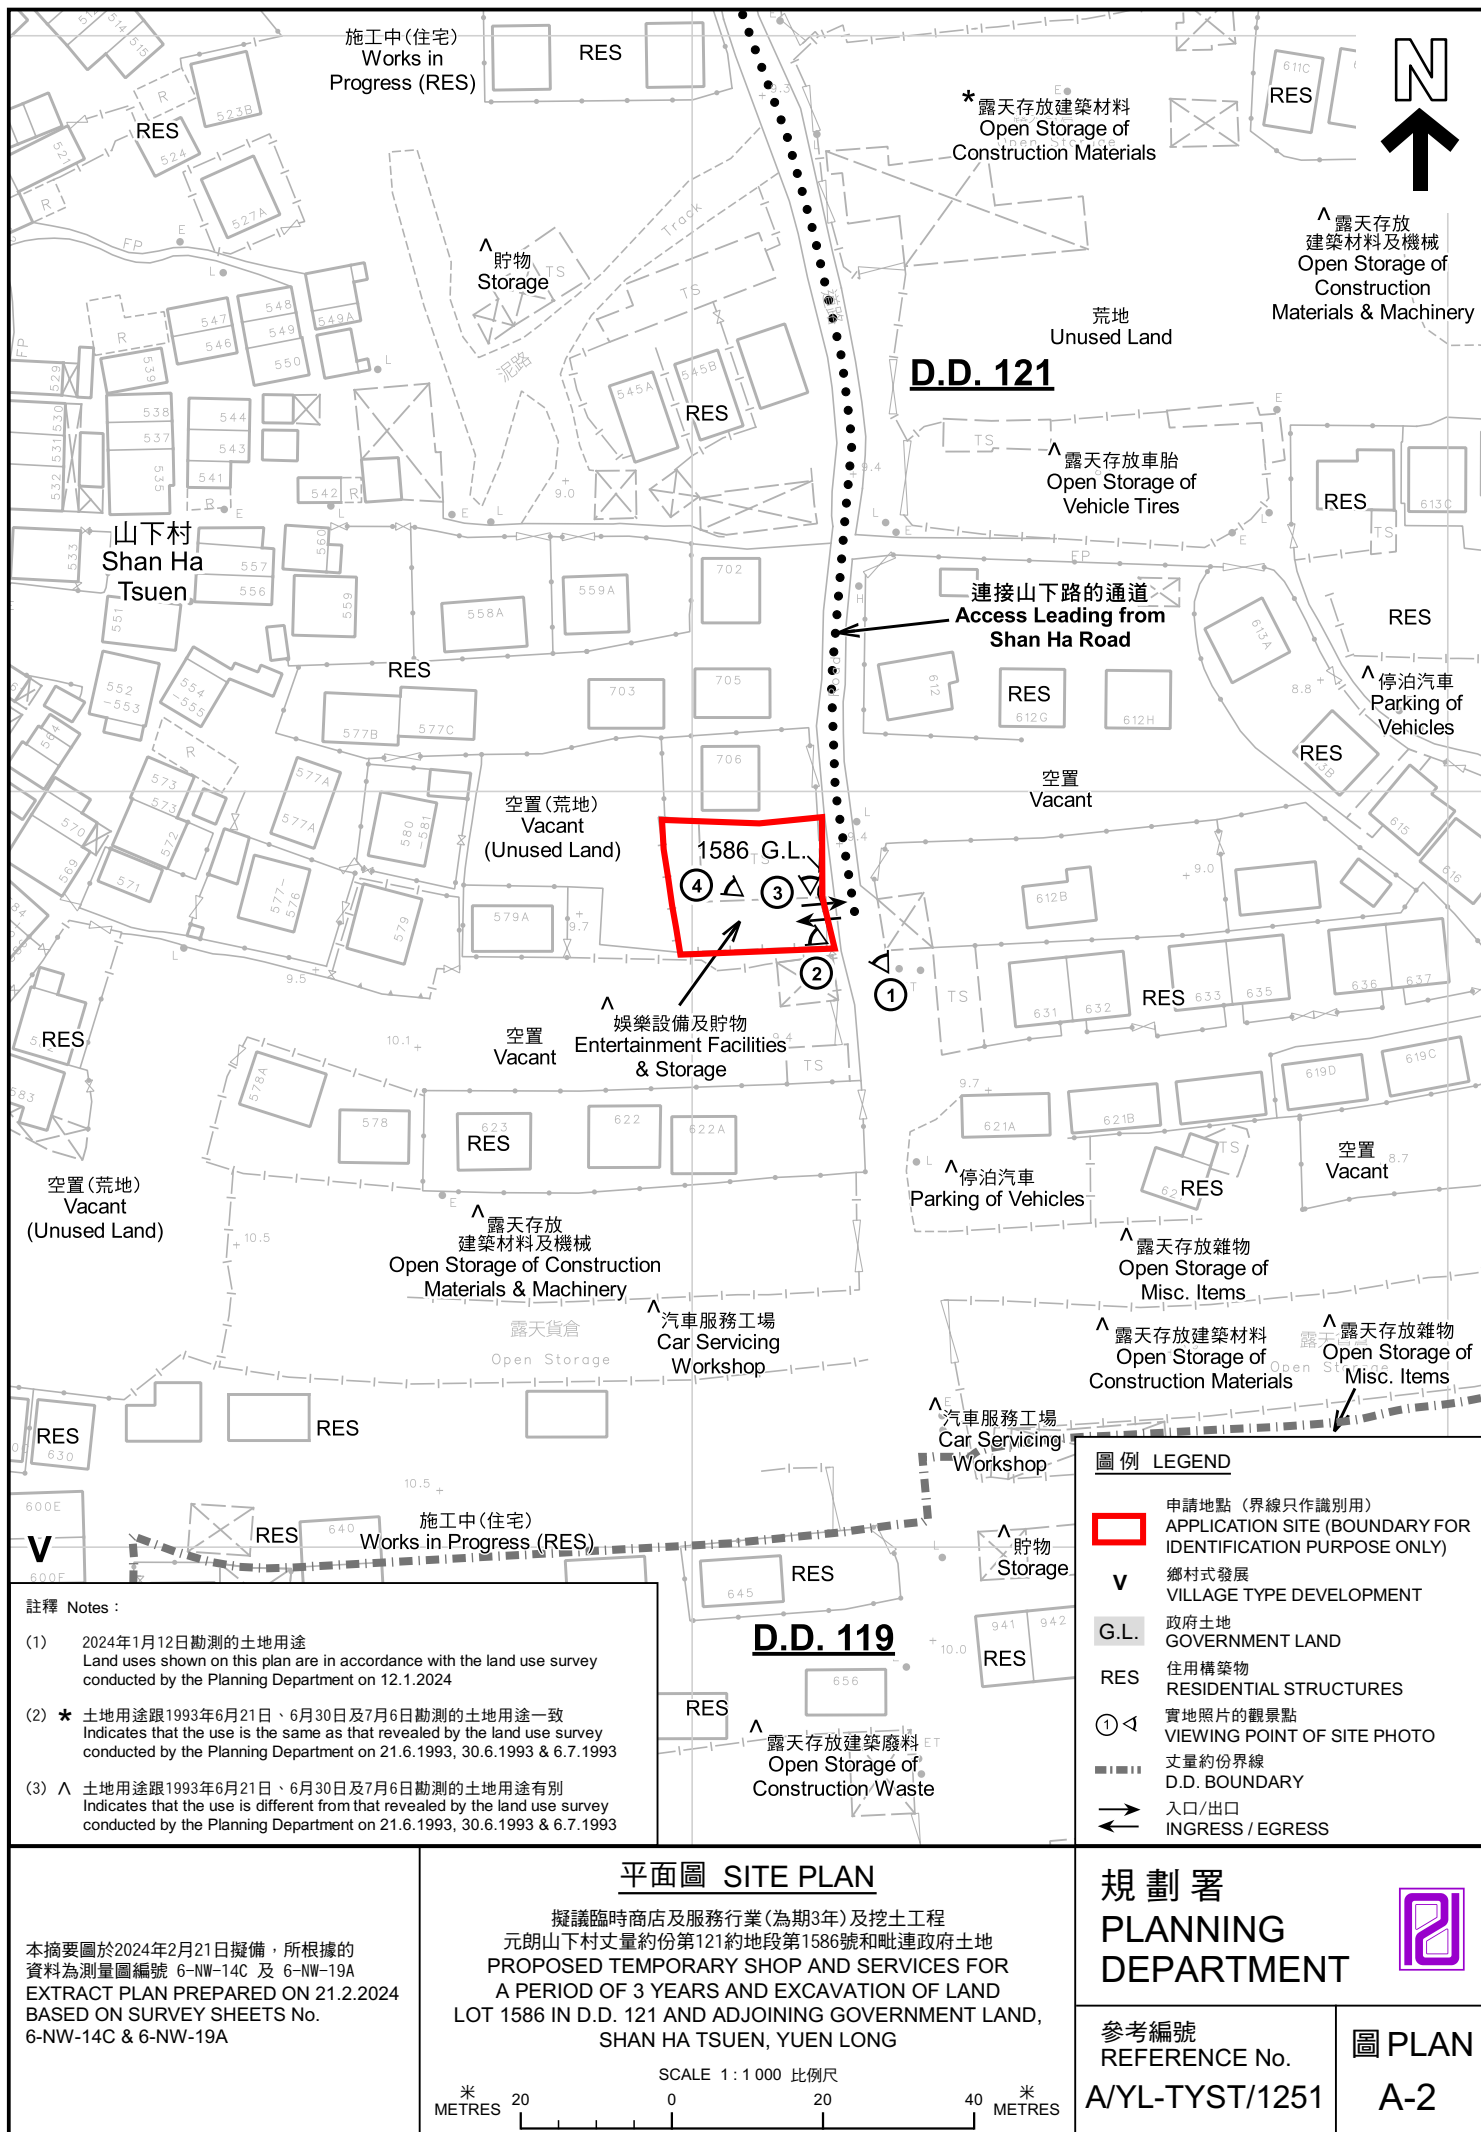 施工中(住宅)
Works in
Progress (RES)
RES
RES
* 露天存放建築材料
Open Storage of
Construction Materials
RES
N
^ 貯物
Storage
^ 露天存放
建築材料及機械
Open Storage of
Construction
Materials & Machinery
荒地
Unused Land
D.D. 121
RES
^ 露天存放車胎
Open Storage of
Vehicle Tires
RES
山下村
Shan Ha
Tsuen
連接山下路的通道
Access Leading from
Shan Ha Road
RES
RES
RES
^ 停泊汽車
Parking of
Vehicles
RES
空置(荒地)
Vacant
(Unused Land)
空置
Vacant
1586 G.L.
4
3
2
1
RES
RES
空置
Vacant
^ 娛樂設備及貯物
Entertainment Facilities
& Storage
RES
空置(荒地)
Vacant
(Unused Land)
^ 停泊汽車
Parking of Vehicles
RES
空置
Vacant
^ 露天存放
建築材料及機械
Open Storage of Construction
Materials & Machinery
^ 露天存放雜物
Open Storage of
Misc. Items
^ 汽車服務工場
Car Servicing
Workshop
^ 露天存放建築材料
Open Storage of
Construction Materials
^ 露天存放雜物
Open Storage of
Misc. Items
露天貨倉
Open Storage
RES
RES
^ 汽車服務工場
Car Servicing
Workshop
RES
施工中(住宅)
Works in Progress (RES)
V
^ 貯物
Storage
RES
D.D. 119
RES
RES
^ 露天存放建築廢料
Open Storage of
Construction Waste
圖例 LEGEND
申請地點 (界線只作識別用)
APPLICATION SITE (BOUNDARY FOR
IDENTIFICATION PURPOSE ONLY)
V 鄉村式發展
VILLAGE TYPE DEVELOPMENT
G.L. 政府土地
GOVERNMENT LAND
RES 住用構築物
RESIDENTIAL STRUCTURES
1 實地照片的觀景點
VIEWING POINT OF SITE PHOTO
丈量約份界線
D.D. BOUNDARY
入口/出口
INGRESS / EGRESS
註釋 Notes :
(1) 2024年1月12日勘測的土地用途
Land uses shown on this plan are in accordance with the land use survey
conducted by the Planning Department on 12.1.2024
(2) * 土地用途跟1993年6月21日、6月30日及7月6日勘測的土地用途一致
Indicates that the use is the same as that revealed by the land use survey
conducted by the Planning Department on 21.6.1993, 30.6.1993 & 6.7.1993
(3) ^ 土地用途跟1993年6月21日、6月30日及7月6日勘測的土地用途有別
Indicates that the use is different from that revealed by the land use survey
conducted by the Planning Department on 21.6.1993, 30.6.1993 & 6.7.1993
本摘要圖於2024年2月21日擬備，所根據的
資料為測量圖編號 6-NW-14C 及 6-NW-19A
EXTRACT PLAN PREPARED ON 21.2.2024
BASED ON SURVEY SHEETS No.
6-NW-14C & 6-NW-19A
平面圖 SITE PLAN
擬議臨時商店及服務行業(為期3年)及挖土工程
元朗山下村丈量約份第121約地段第1586號和毗連政府土地
PROPOSED TEMPORARY SHOP AND SERVICES FOR
A PERIOD OF 3 YEARS AND EXCAVATION OF LAND
LOT 1586 IN D.D. 121 AND ADJOINING GOVERNMENT LAND,
SHAN HA TSUEN, YUEN LONG
SCALE 1 : 1 000 比例尺
米
METRES 20 0 20 40 米
METRES
規劃署
PLANNING
DEPARTMENT
參考編號
REFERENCE No.
A/YL-TYST/1251
圖 PLAN
A-2